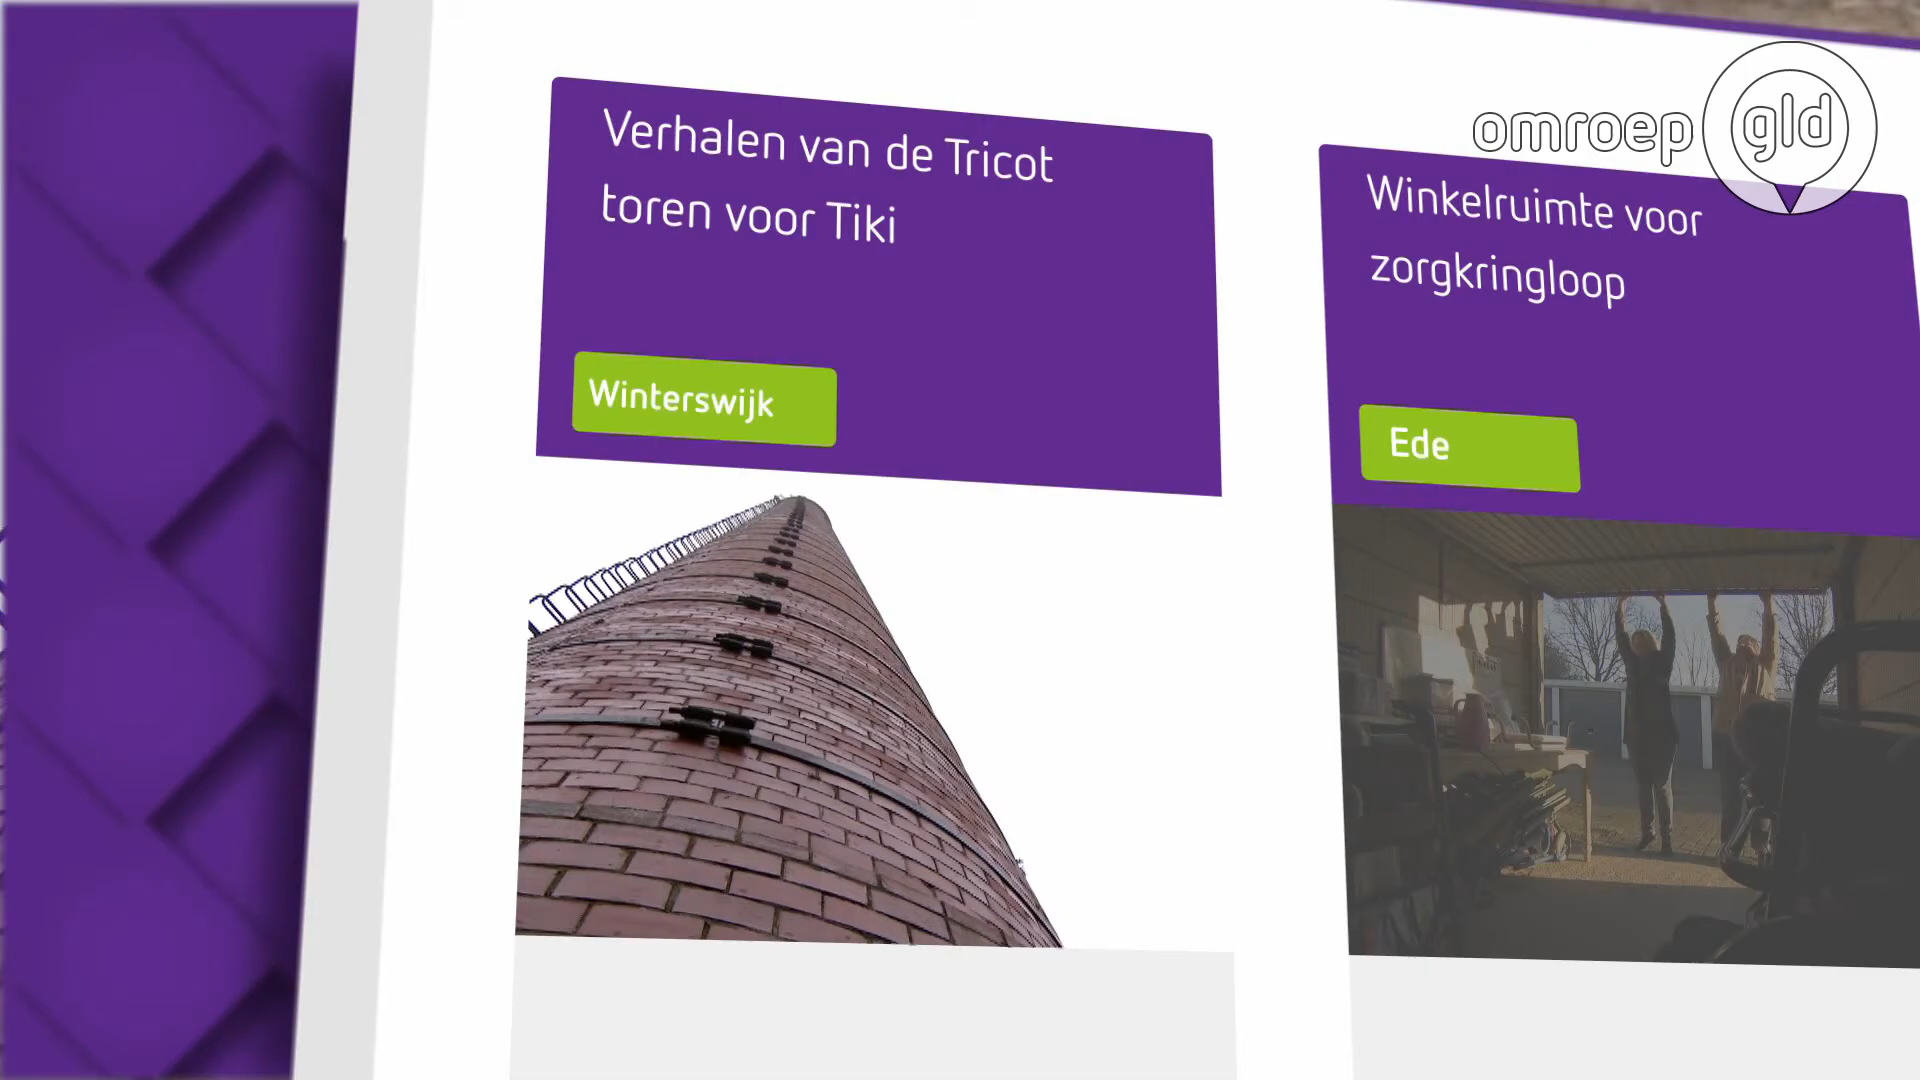 Verhalen van de Tricot
toren voor Tiki
Winterswijk
omroep gld
Winkelruimte voor
zorgkringloop
Ede